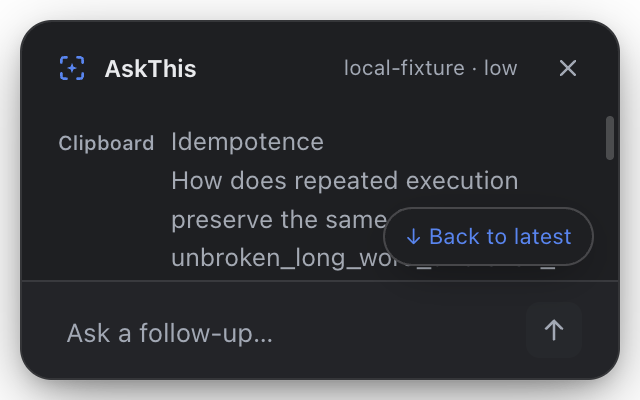 AskThis
local-fixture · low
Clipboard
Idempotence
How does repeated execution
preserve the same
unbroken_long_wor
↓ Back to latest
Ask a follow-up...